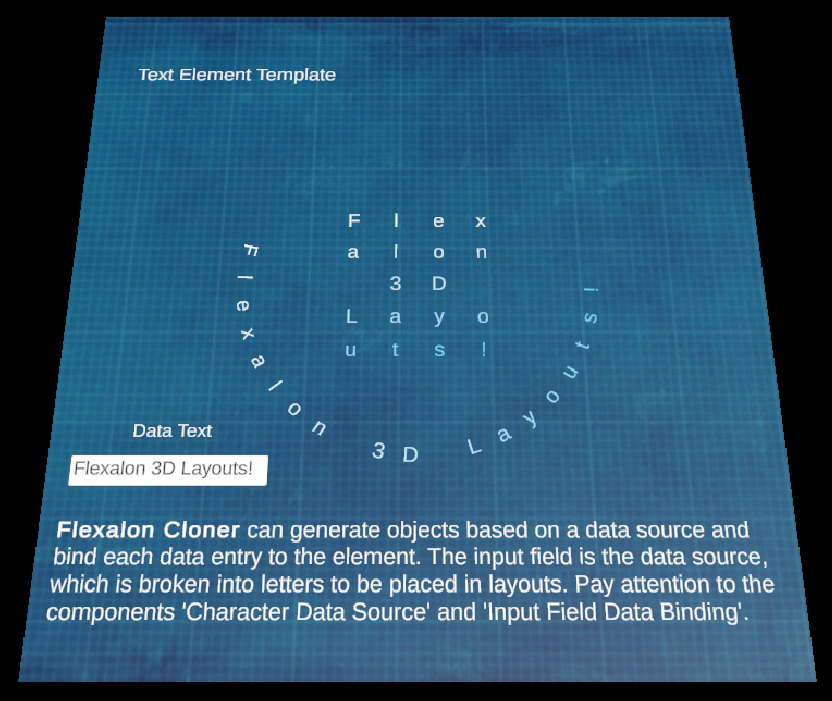 Text Element Template
F l e x
a l o n
3 D
L a y o
u t s !
Flexalon 3D Layouts!
Data Text
Flexalon 3D Layouts!
Flexalon Cloner can generate objects based on a data source and
bind each data entry to the element. The input field is the data source,
which is broken into letters to be placed in layouts. Pay attention to the
components 'Character Data Source' and 'Input Field Data Binding'.